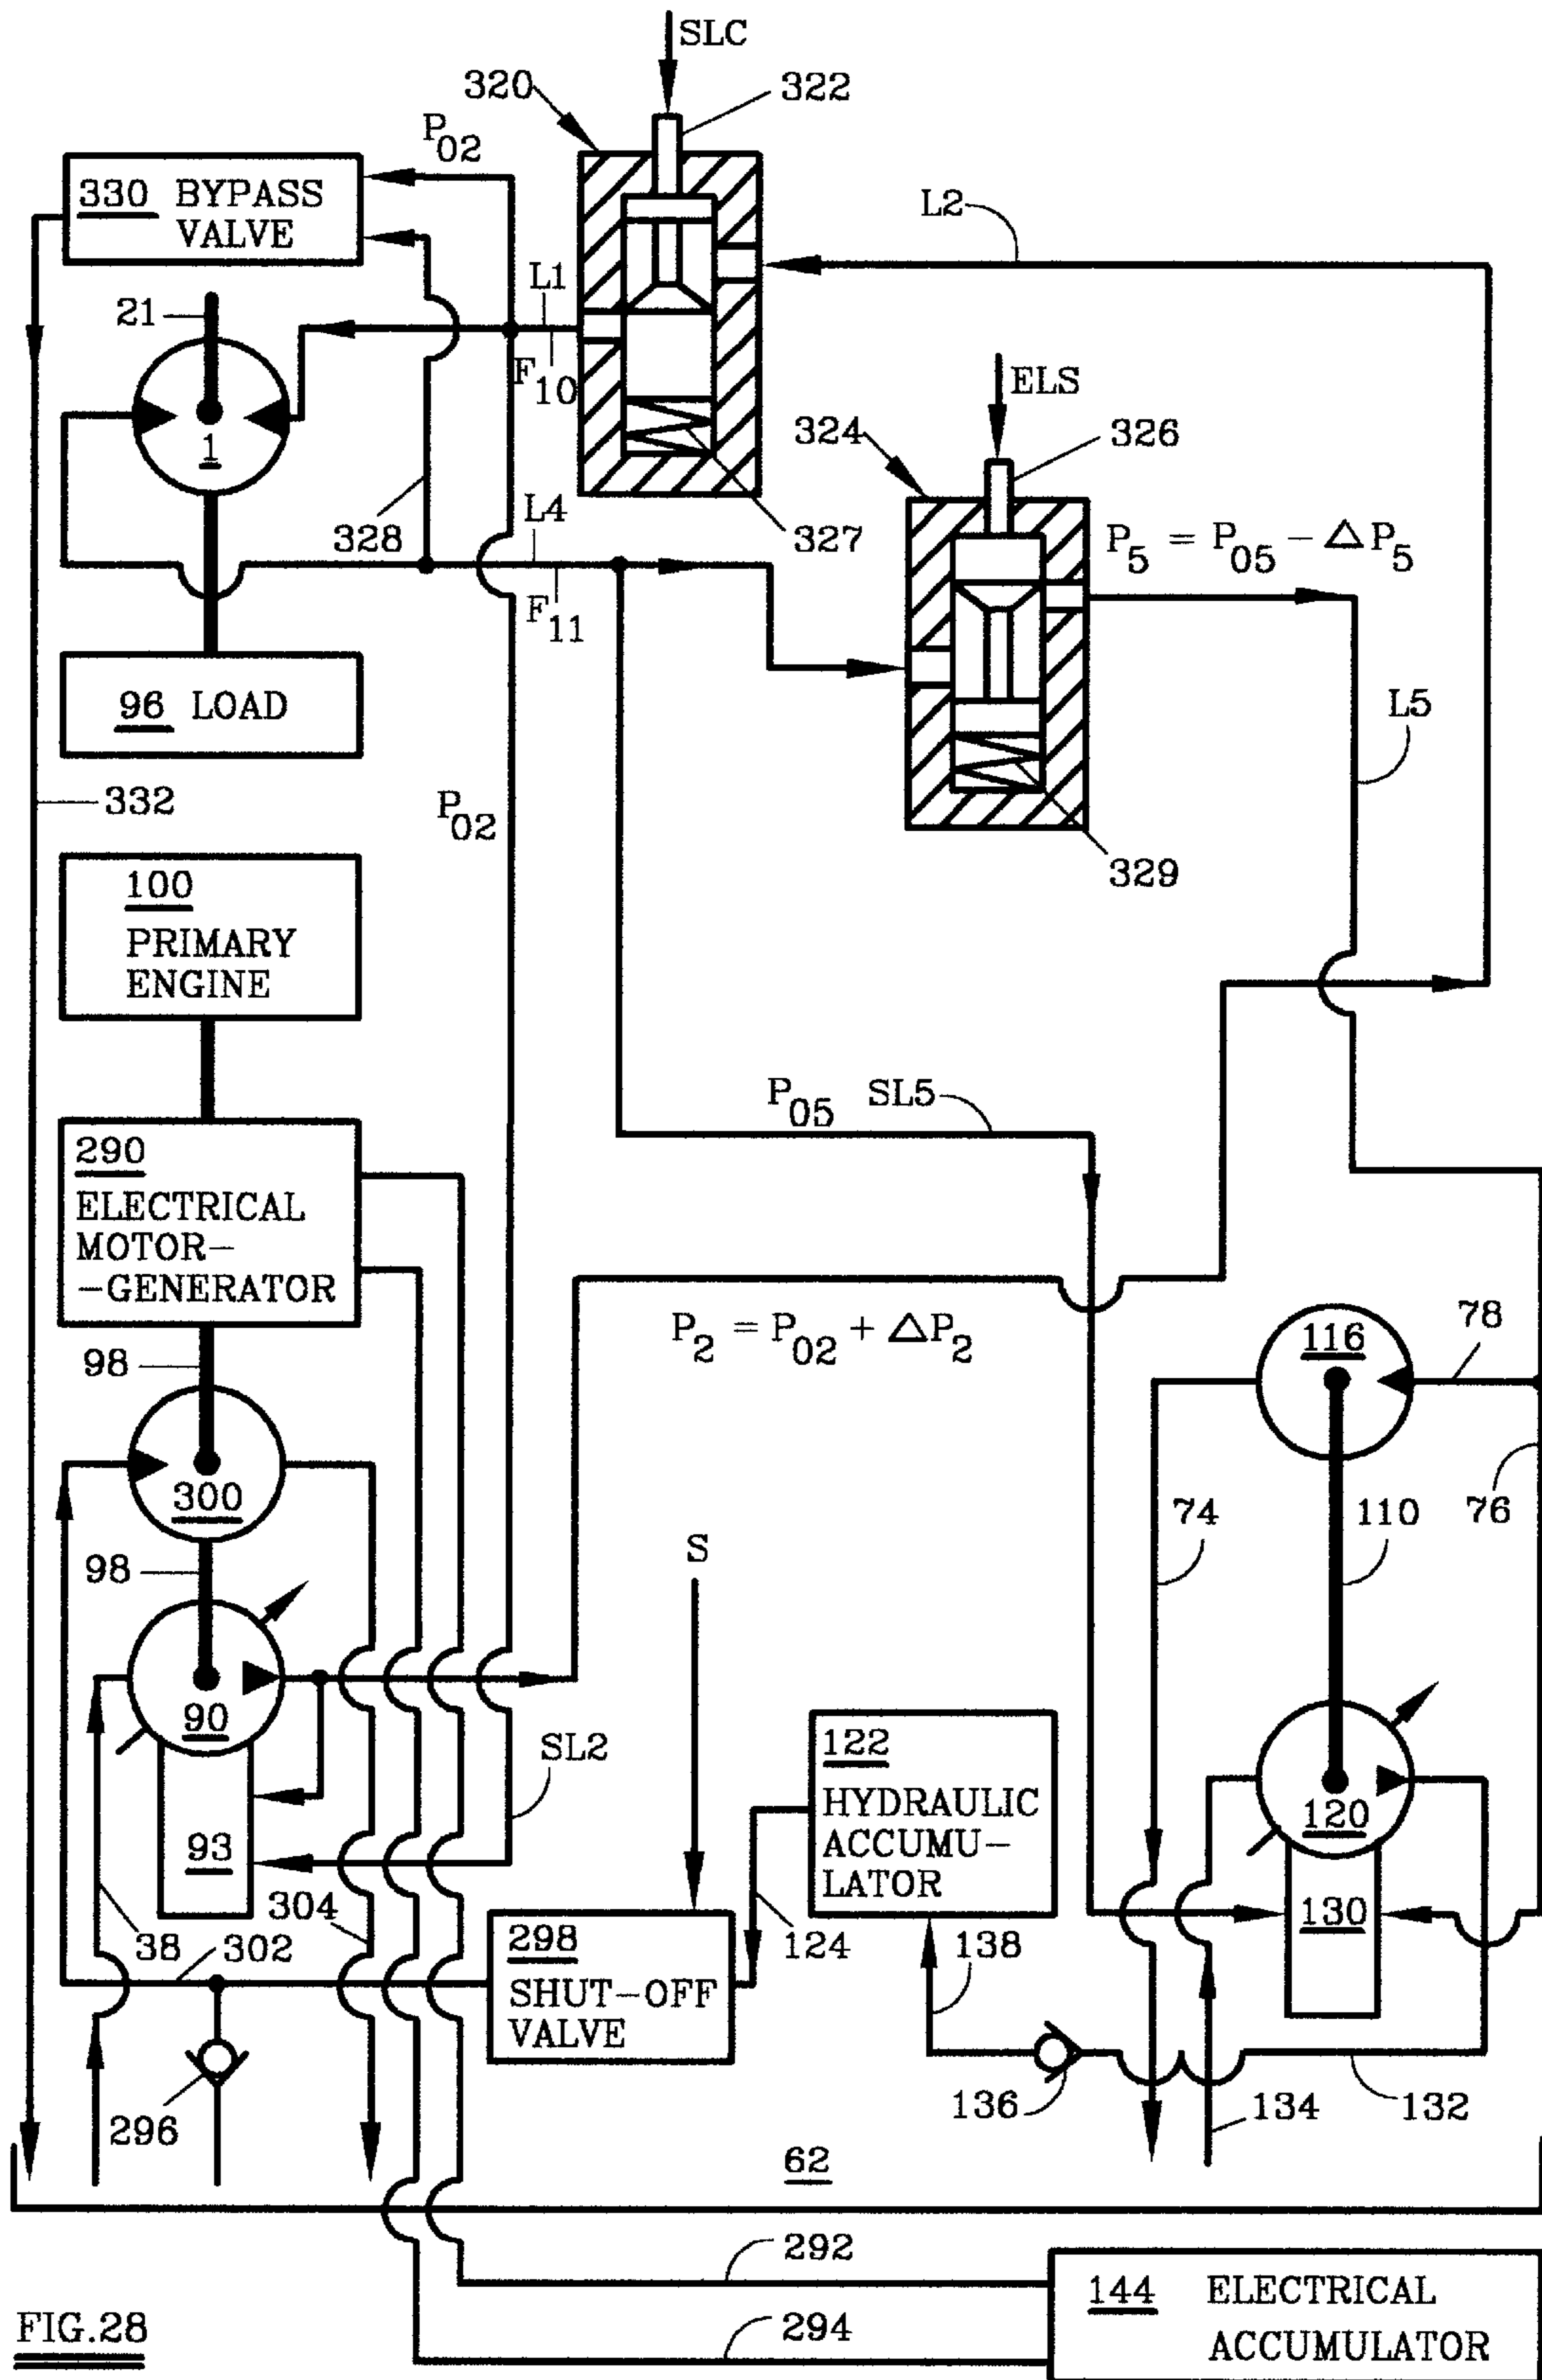 SLC
320
322
P02
330 BYPASS
VALVE
L2
21
L1
F10
1
ELS
324
326
328
L4
327
P5 = P05 - △P5
F11
96 LOAD
L5
332
P02
329
100
PRIMARY
ENGINE
P05 SL5
290
ELECTRICAL
MOTOR-
-GENERATOR
P2 = P02 + △P2
78
116
98
300
74
110
76
98
S
90
SL2
122
HYDRAULIC
ACCUMU-
LATOR
120
93
304
130
38
302
298
SHUT-OFF
VALVE
124
138
296
136
134
132
62
292
144 ELECTRICAL
ACCUMULATOR
294
FIG.28